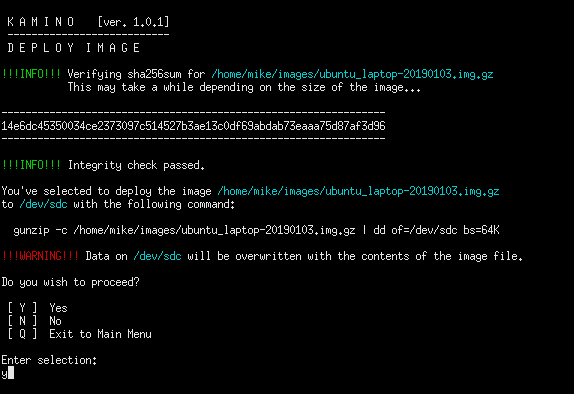 K A M I N O   [ver. 1.0.1]
---------------------------
D E P L O Y  I M A G E
!!!INFO!!! Verifying sha256sum for /home/mike/images/ubuntu_laptop-20190103.img.gz
This may take a while depending on the size of the image...
----------------------------------------------------------------
14e6dc45350034ce2373097c514527b3ae13c0df69abdab73eaaa75d87af3d96
----------------------------------------------------------------
!!!INFO!!! Integrity check passed.
You've selected to deploy the image /home/mike/images/ubuntu_laptop-20190103.img.gz
to /dev/sdc with the following command:
gunzip -c /home/mike/images/ubuntu_laptop-20190103.img.gz | dd of=/dev/sdc bs=64K
!!!WARNING!!! Data on /dev/sdc will be overwritten with the contents of the image file.
Do you wish to proceed?
[ Y ]  Yes
[ N ]  No
[ Q ]  Exit to Main Menu
Enter selection:
y